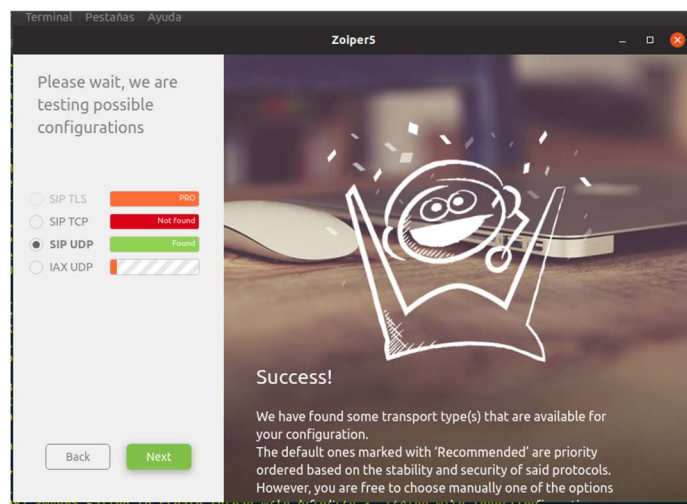 Terminal Pestañas Ayuda
Zoiper5
Please wait, we are
testing possible
configurations
SIP TLS PRO
SIP TCP Not found
SIP UDP Found
IAX UDP
Back Next
Success!
We have found some transport type(s) that are available for
your configuration.
The default ones marked with 'Recommended' are priority
ordered based on the stability and security of said protocols.
However, you are free to choose manually one of the options